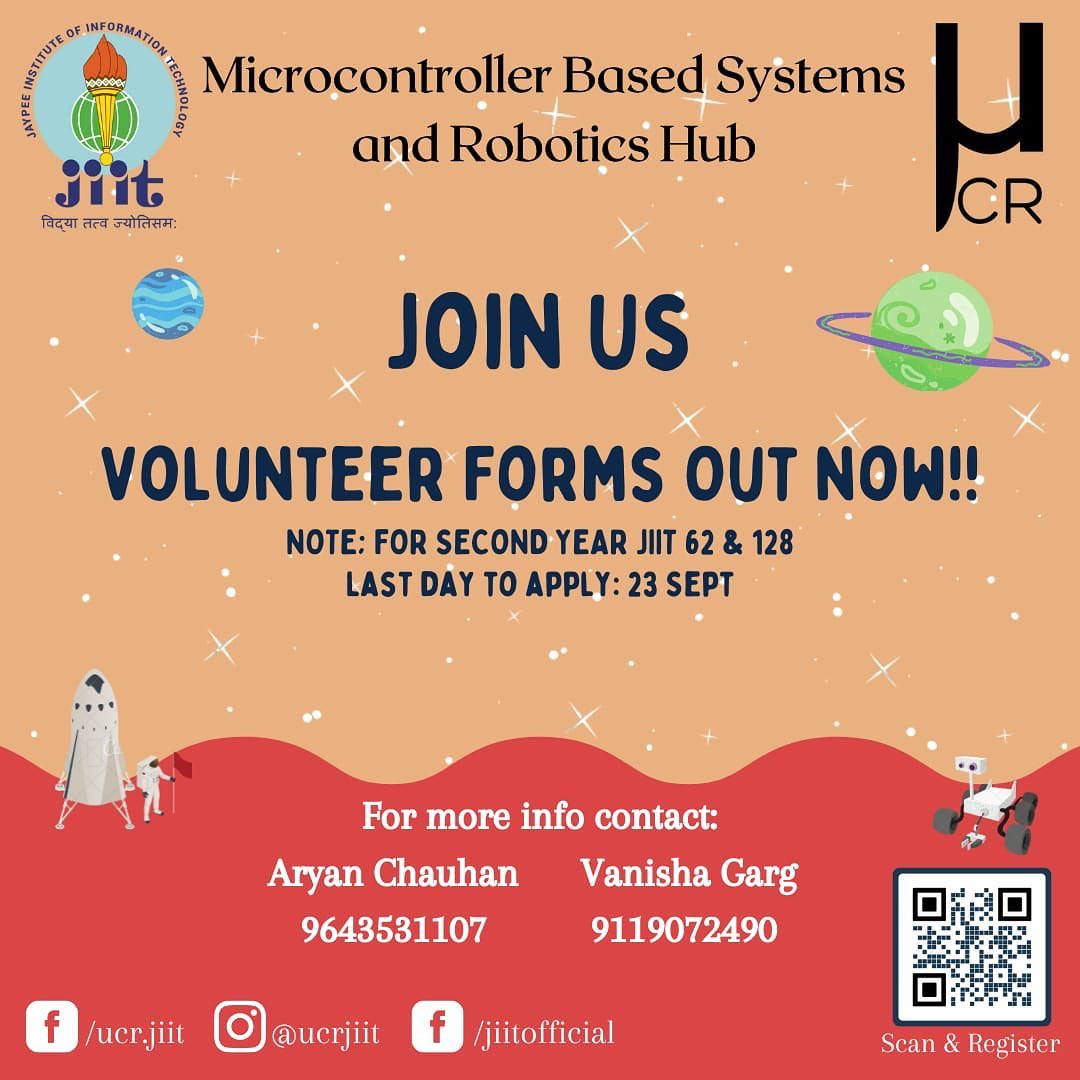 JAYPEE INSTITUTE OF INFORMATION TECHNOLOGY
jiit
विद्या तत्व ज्योतिसम:
Microcontroller Based Systems
and Robotics Hub
μ
CR
JOIN US
VOLUNTEER FORMS OUT NOW!!
NOTE: FOR SECOND YEAR JIIT 62 & 128
LAST DAY TO APPLY: 23 SEPT
For more info contact:
Aryan Chauhan Vanisha Garg
9643531107 9119072490
/ucr.jiit @ucrjiit /jiitofficial
Scan & Register